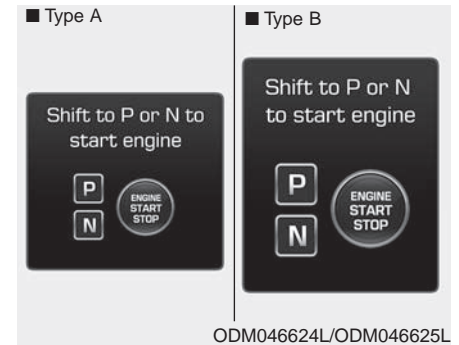 ■ Type A
Shift to P or N to
start engine
P
N
ENGINE
START
STOP
■ Type B
Shift to P or N
to start engine
P
N
ENGINE
START
STOP
ODM046624L/ODM046625L